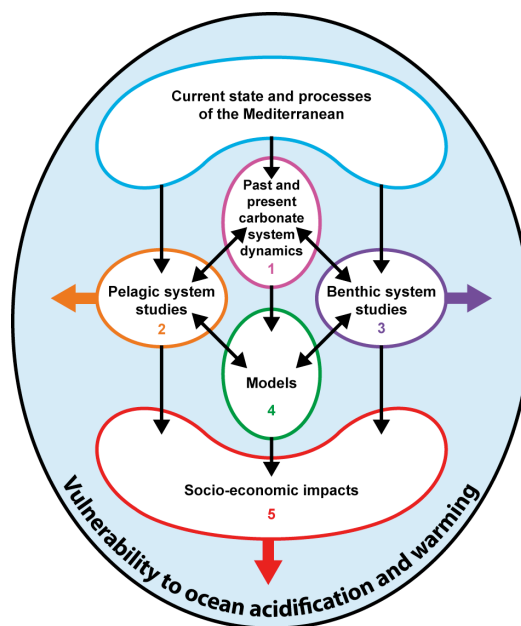 Current state and processes
of the Mediterranean
Past and
present
carbonate
system
dynamics
1
Pelagic system
studies
2
Benthic system
studies
3
Models
4
Socio-economic impacts
5
Vulnerability to ocean acidification and warming